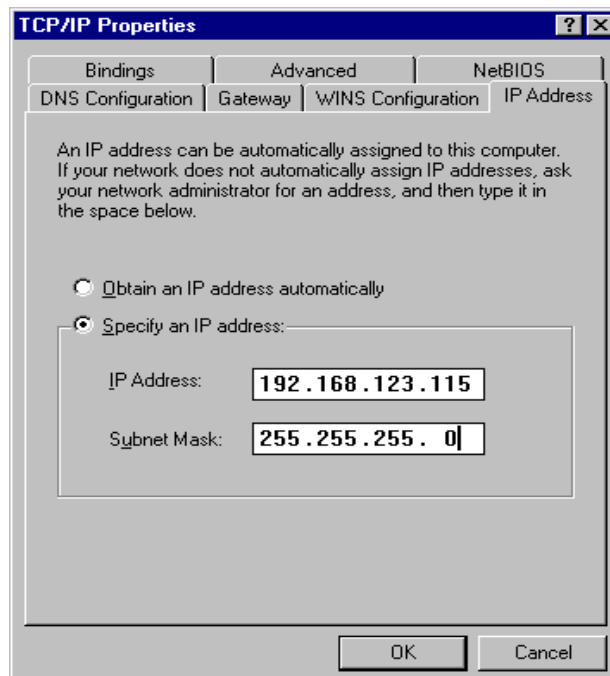 TCP/IP Properties
? X
Bindings Advanced NetBIOS
DNS Configuration Gateway WINS Configuration IP Address
An IP address can be automatically assigned to this computer.
If your network does not automatically assign IP addresses, ask
your network administrator for an address, and then type it in
the space below.
Obtain an IP address automatically
Specify an IP address:
IP Address: 192.168.123.115
Subnet Mask: 255.255.255. 0
OK Cancel